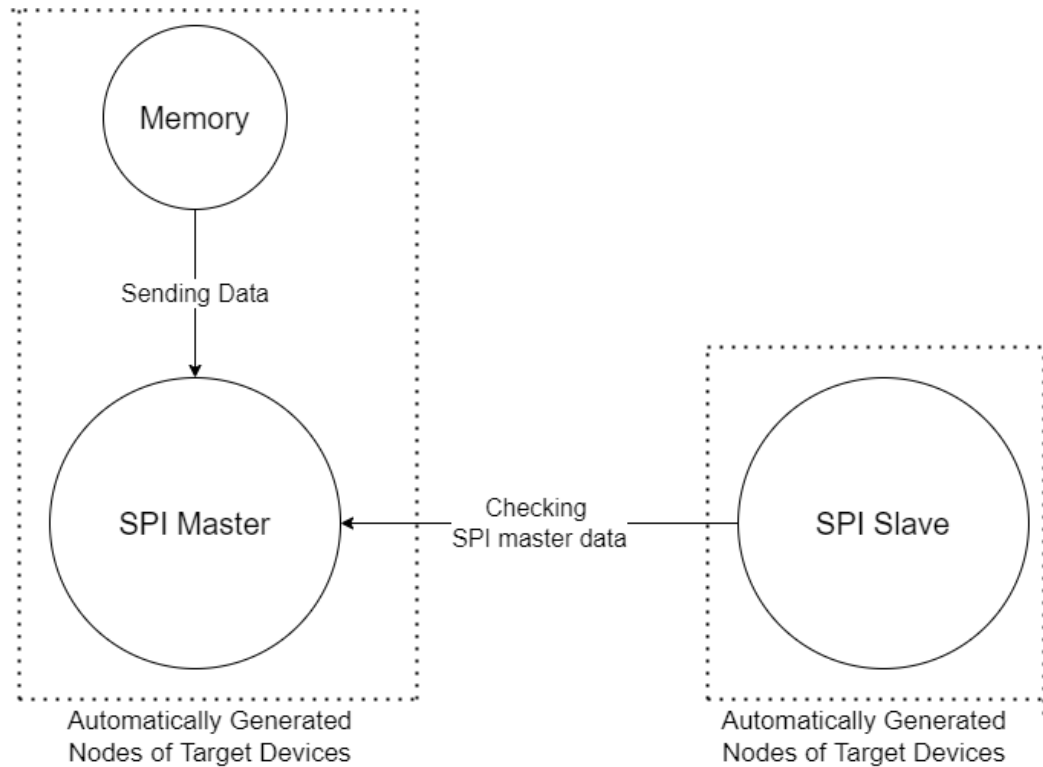 Memory
Sending Data
SPI Master
Checking
SPI master data
SPI Slave
Automatically Generated
Nodes of Target Devices
Automatically Generated
Nodes of Target Devices